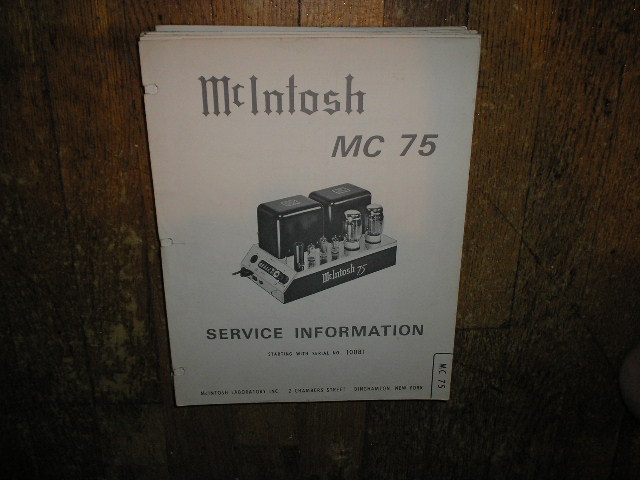 McIntosh
MC 75
McIntosh 75
SERVICE INFORMATION
STARTING WITH SERIAL NO.
McINTOSH LABORATORY INC. 2 CHAMBERS STREET BINGHAMTON, NEW YORK
MC 75